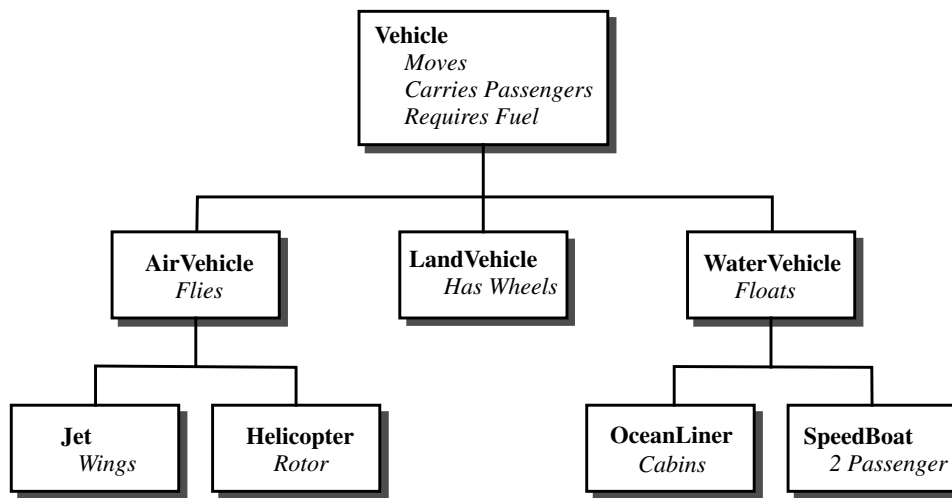 Vehicle
Moves
Carries Passengers
Requires Fuel
AirVehicle
Flies
LandVehicle
Has Wheels
WaterVehicle
Floats
Jet
Wings
Helicopter
Rotor
OceanLiner
Cabins
SpeedBoat
2 Passenger